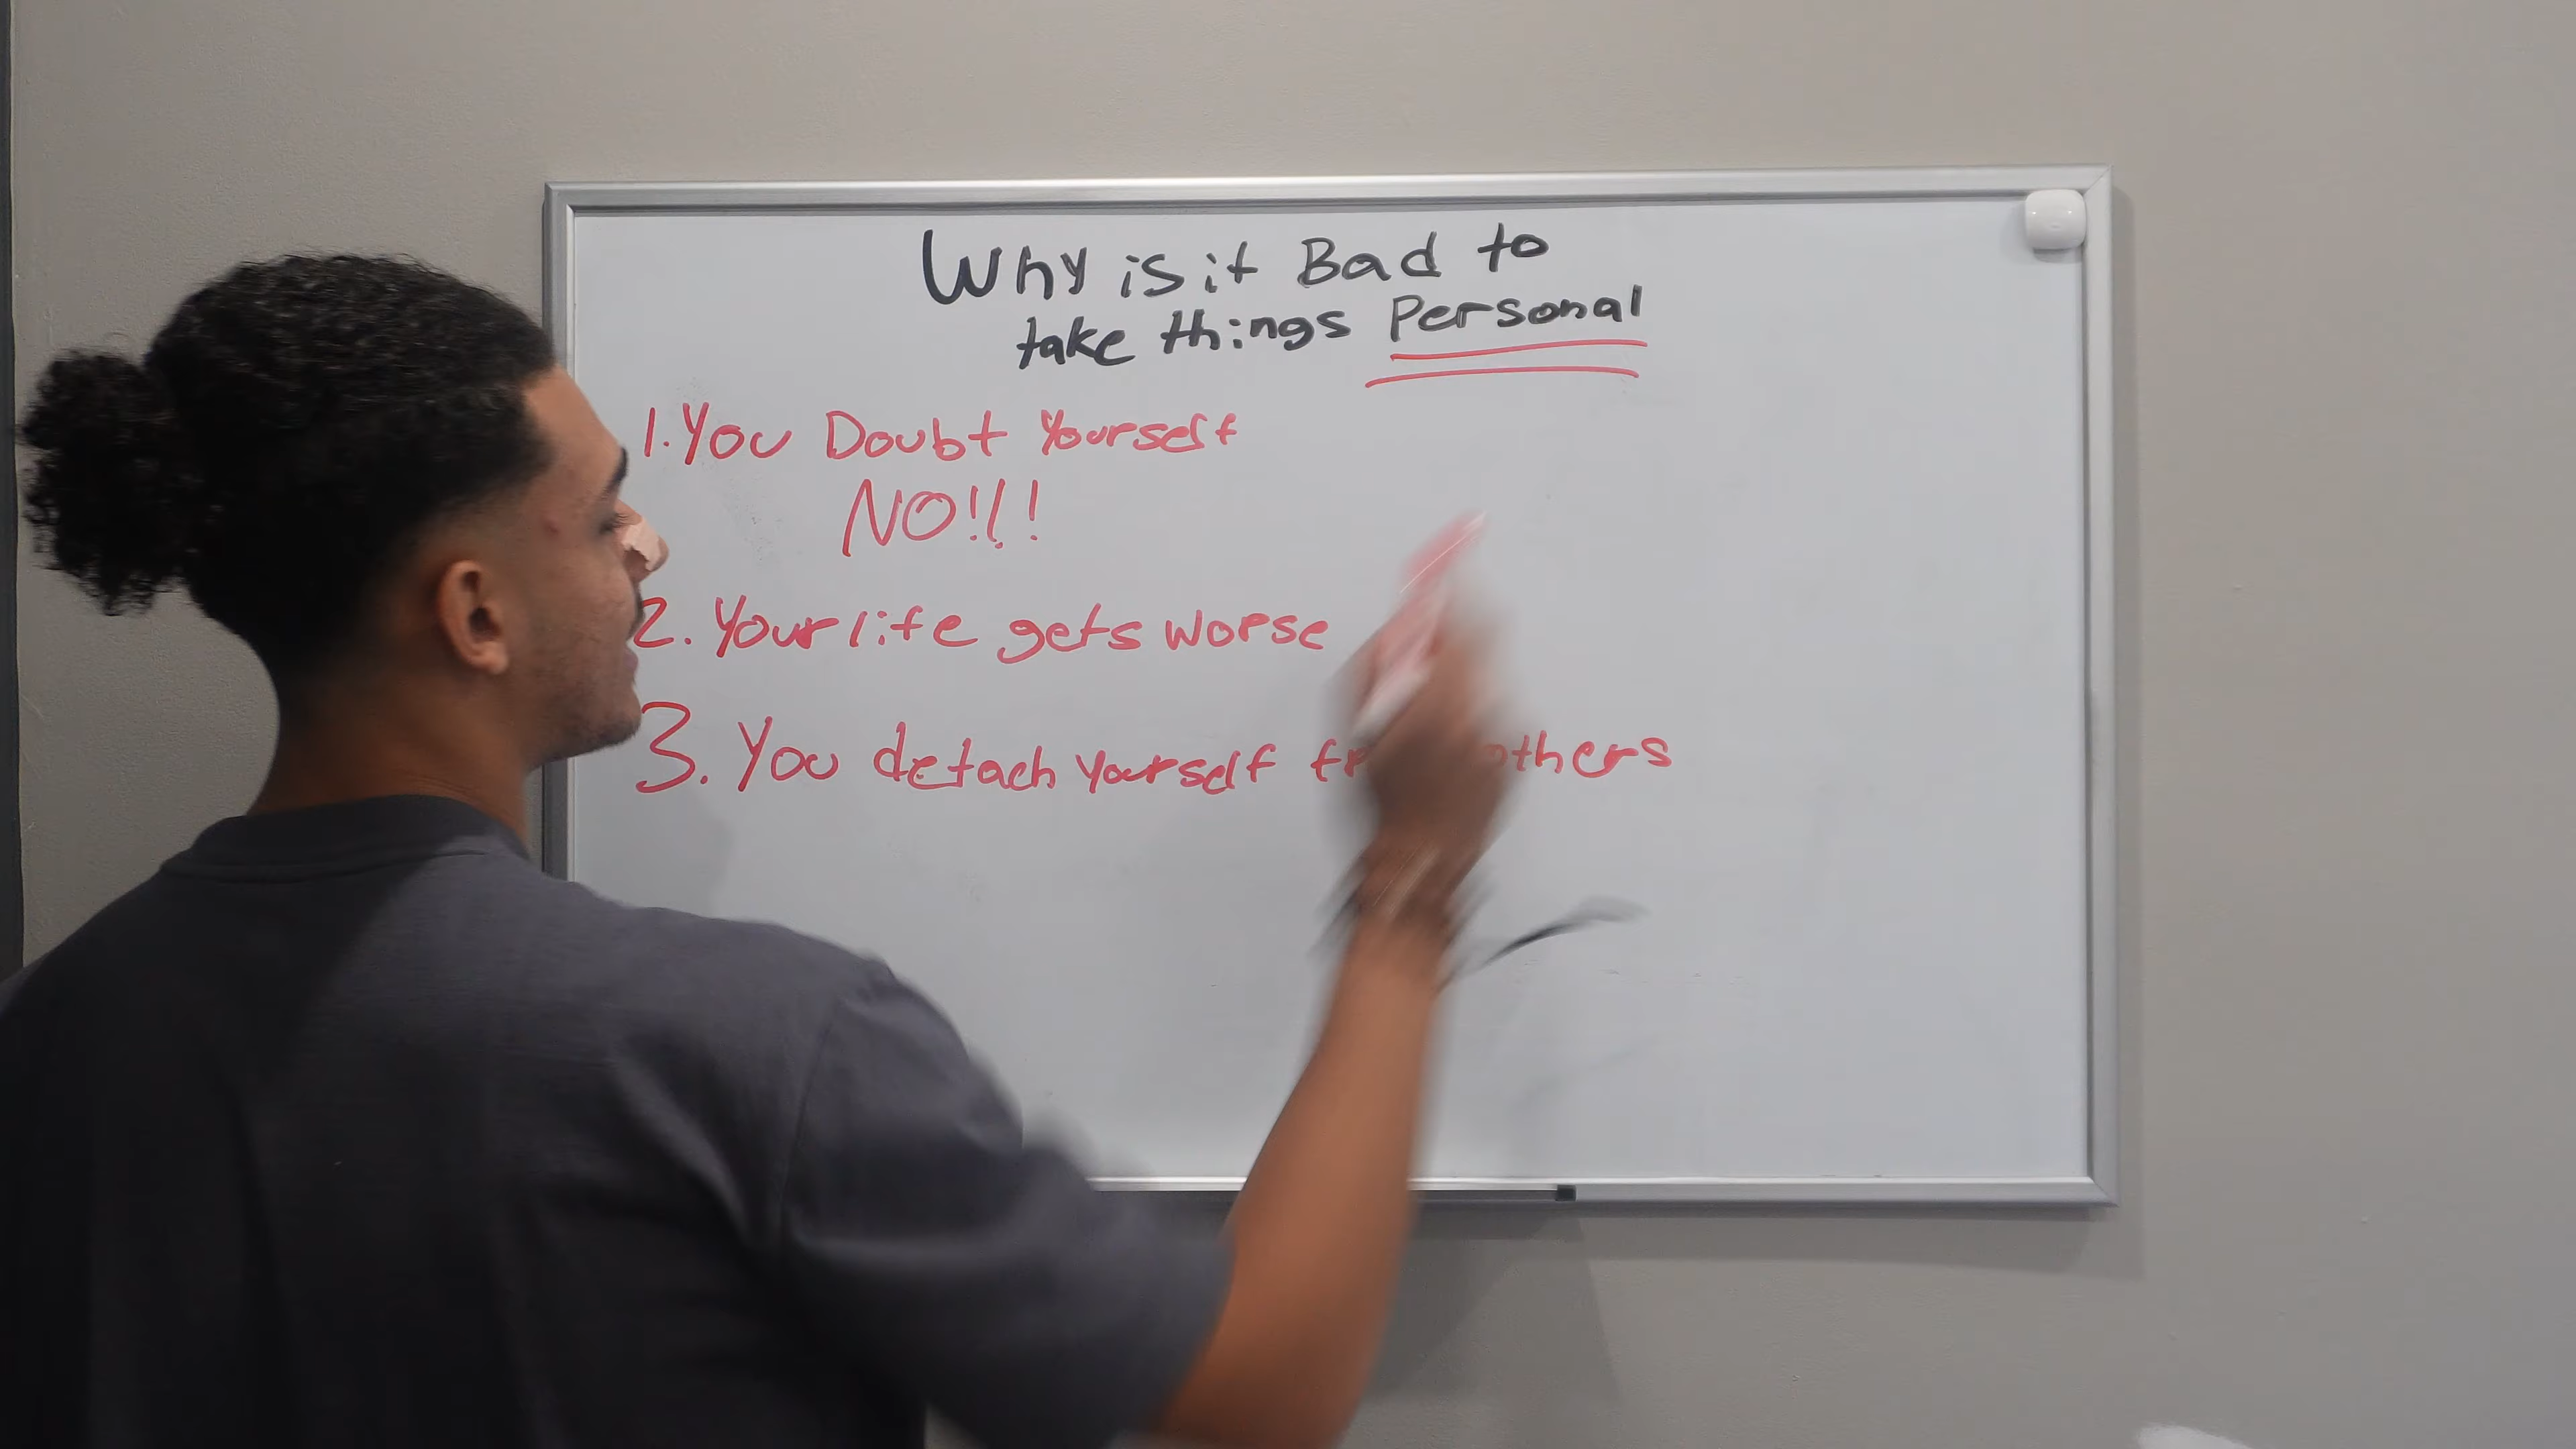 Why is it Bad to
take things Personal
1. You Doubt Yourself
NO!!!
2. Your life gets worse
3. You detach yourself others